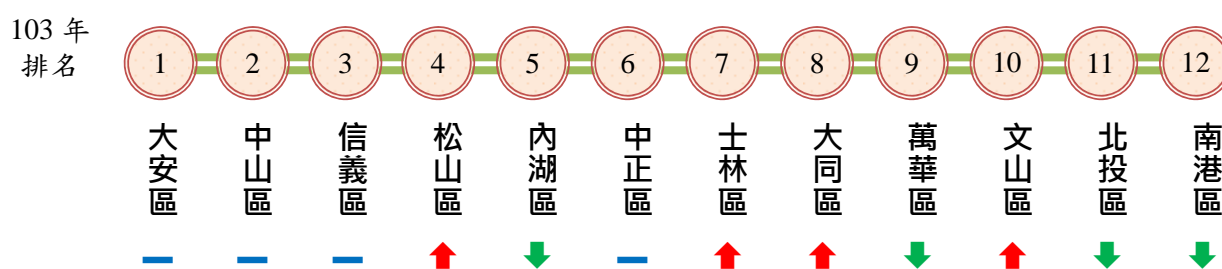 103 年
排名
1 2 3 4 5 6 7 8 9 10 11 12
大安區
中山區
信義區
松山區
內湖區
中正區
士林區
大同區
萬華區
文山區
北投區
南港區